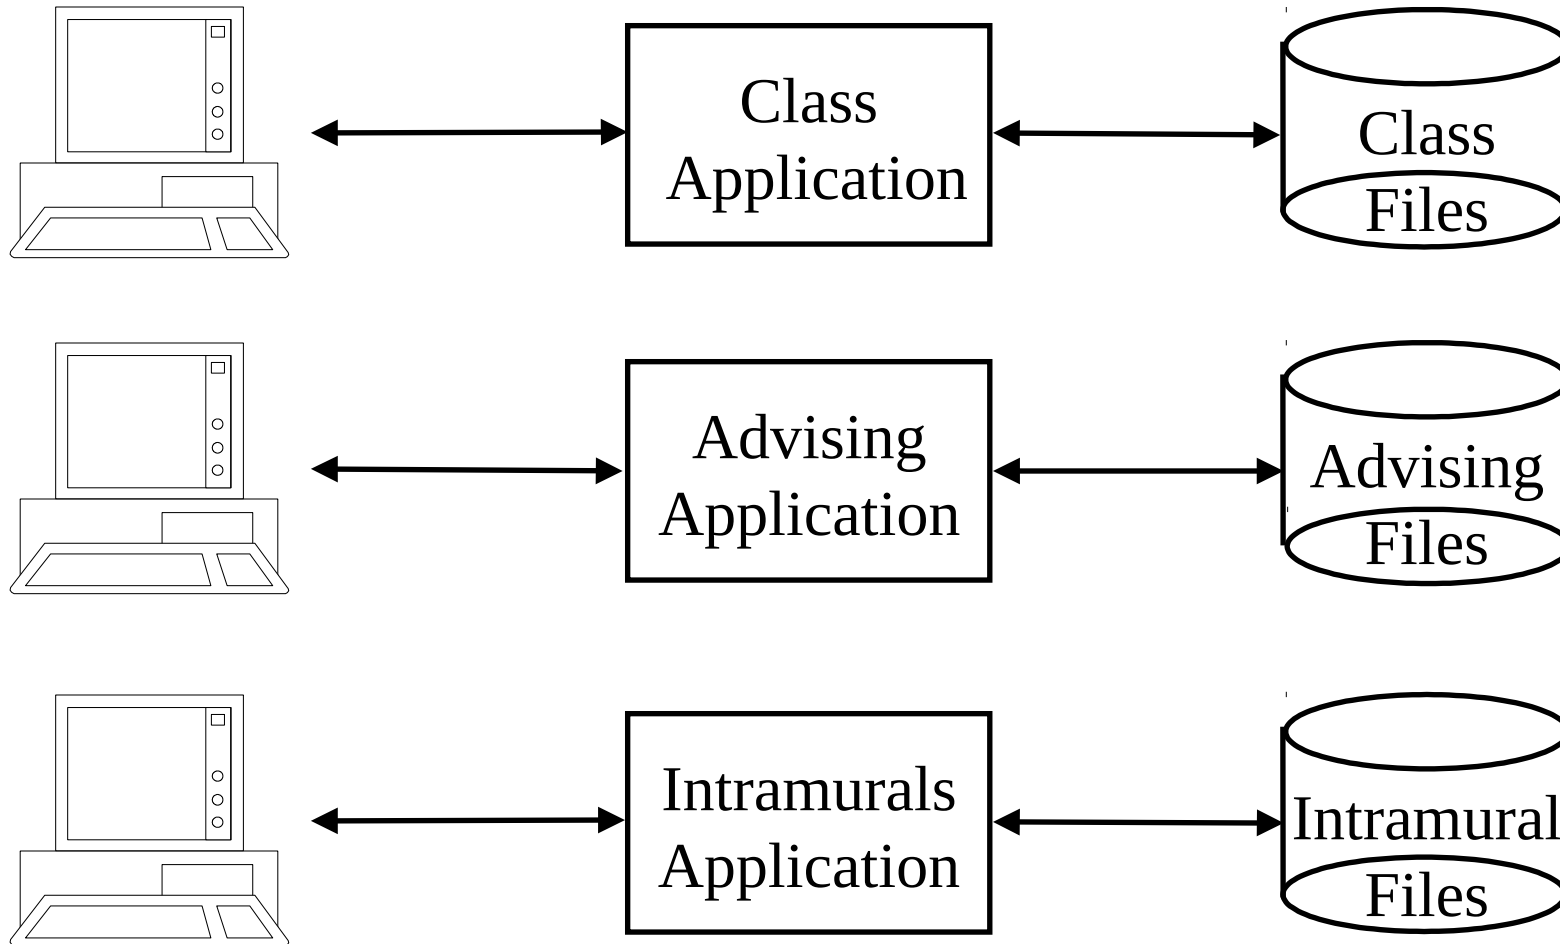 Class
Application
Class
Files
Advising
Application
Advising
Files
Intramurals
Application
Intramural
Files